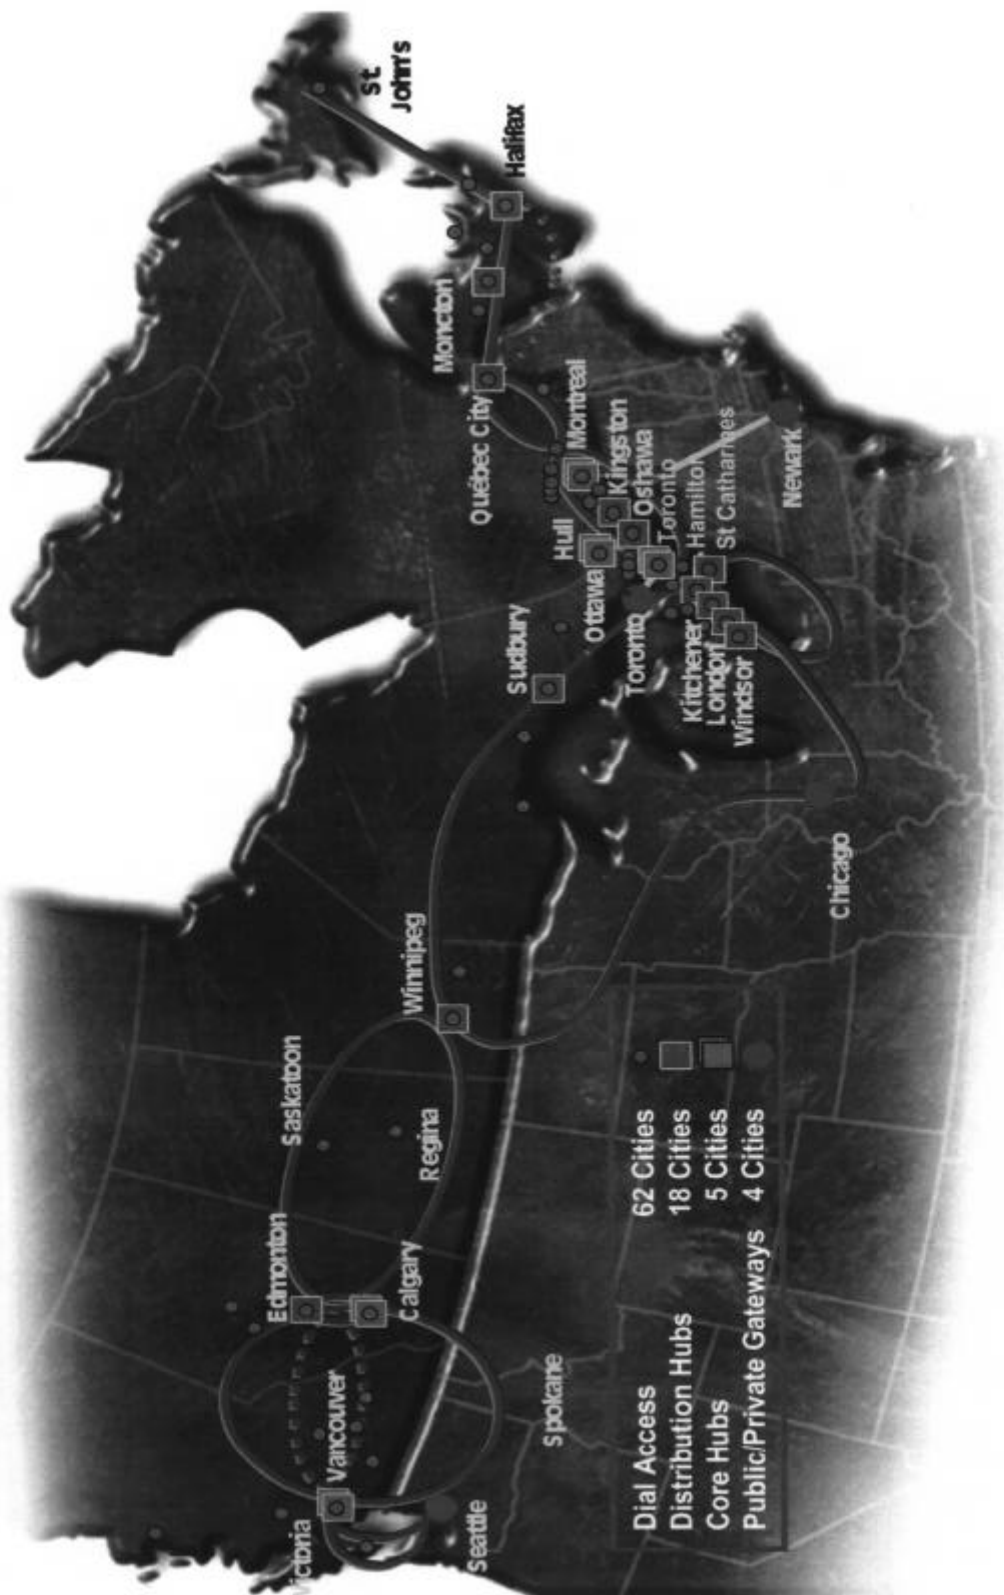 St.
John's
Halifax
Moncton
Québec City
Montreal
Kingston
Oshawa
Toronto
Hamilton
St Catharines
Newark
Hull
Ottawa
Toronto
Kitchener
London
Windsor
Sudbury
Chicago
Winnipeg
Saskatoon
Regina
Edmonton
Calgary
Spokane
Vancouver
Victoria
Seattle
Dial Access 62 Cities
Distribution Hubs 18 Cities
Core Hubs 5 Cities
Public/Private Gateways 4 Cities